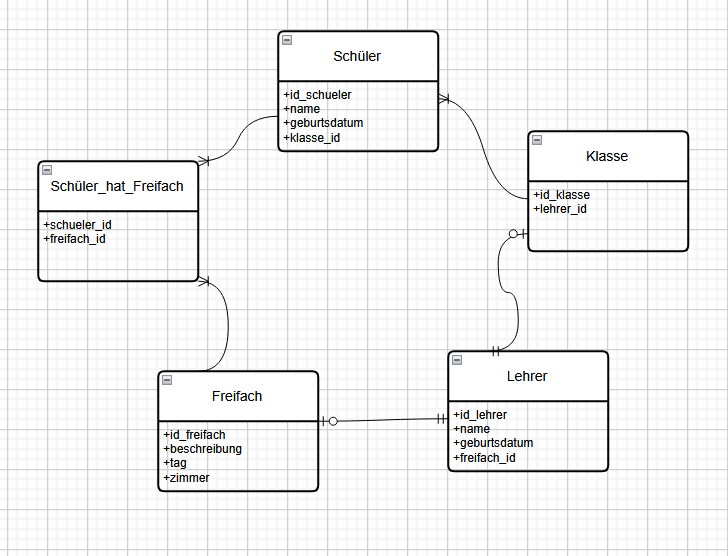 Schüler
+id_schueler
+name
+geburtsdatum
+klasse_id
Klasse
+id_klasse
+lehrer_id
Schüler_hat_Freifach
+schueler_id
+freifach_id
Lehrer
+id_lehrer
+name
+geburtsdatum
+freifach_id
Freifach
+id_freifach
+beschreibung
+tag
+zimmer